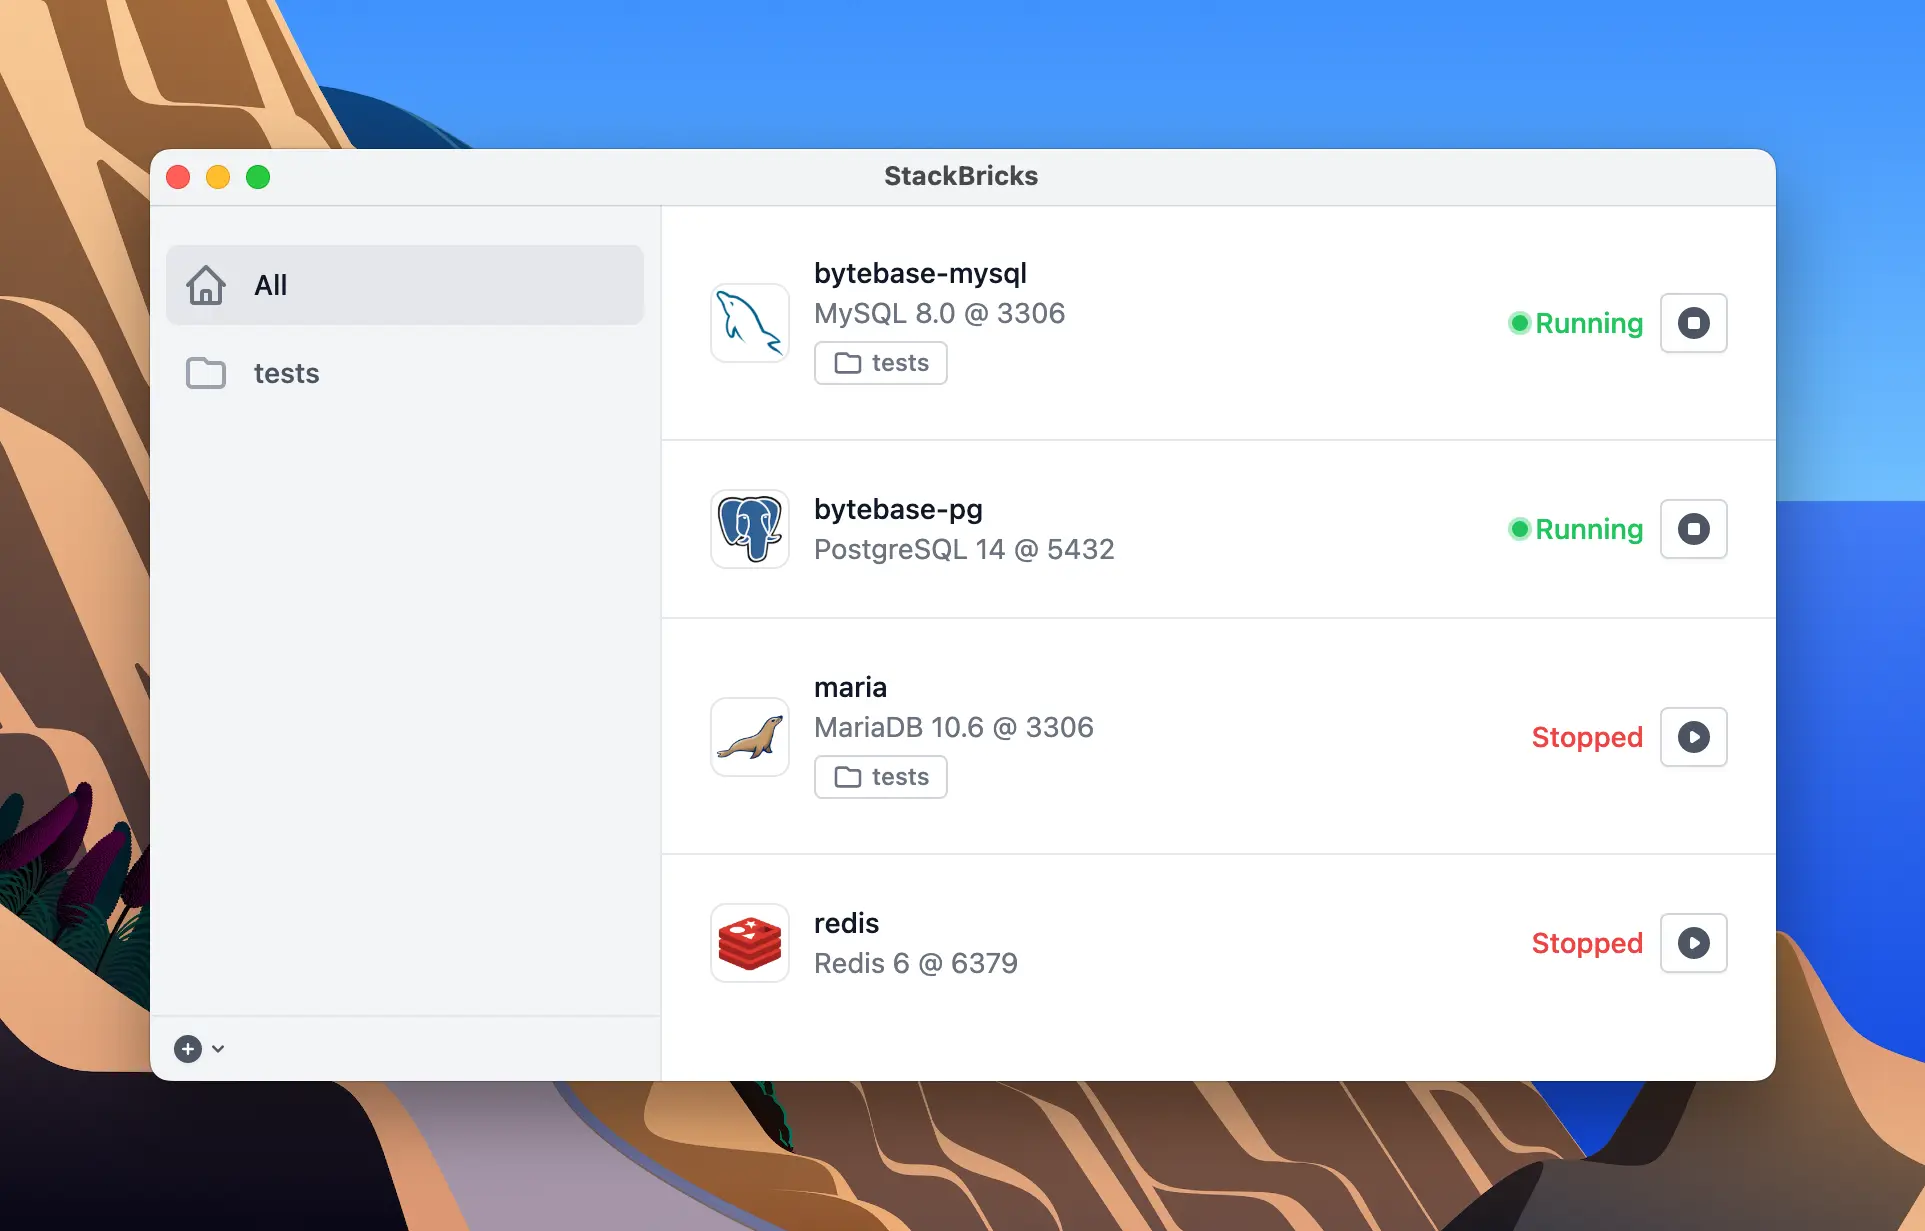 StackBricks
All
tests
bytebase-mysql
MySQL 8.0 @ 3306
tests
Running
bytebase-pg
PostgreSQL 14 @ 5432
Running
maria
MariaDB 10.6 @ 3306
tests
Stopped
redis
Redis 6 @ 6379
Stopped